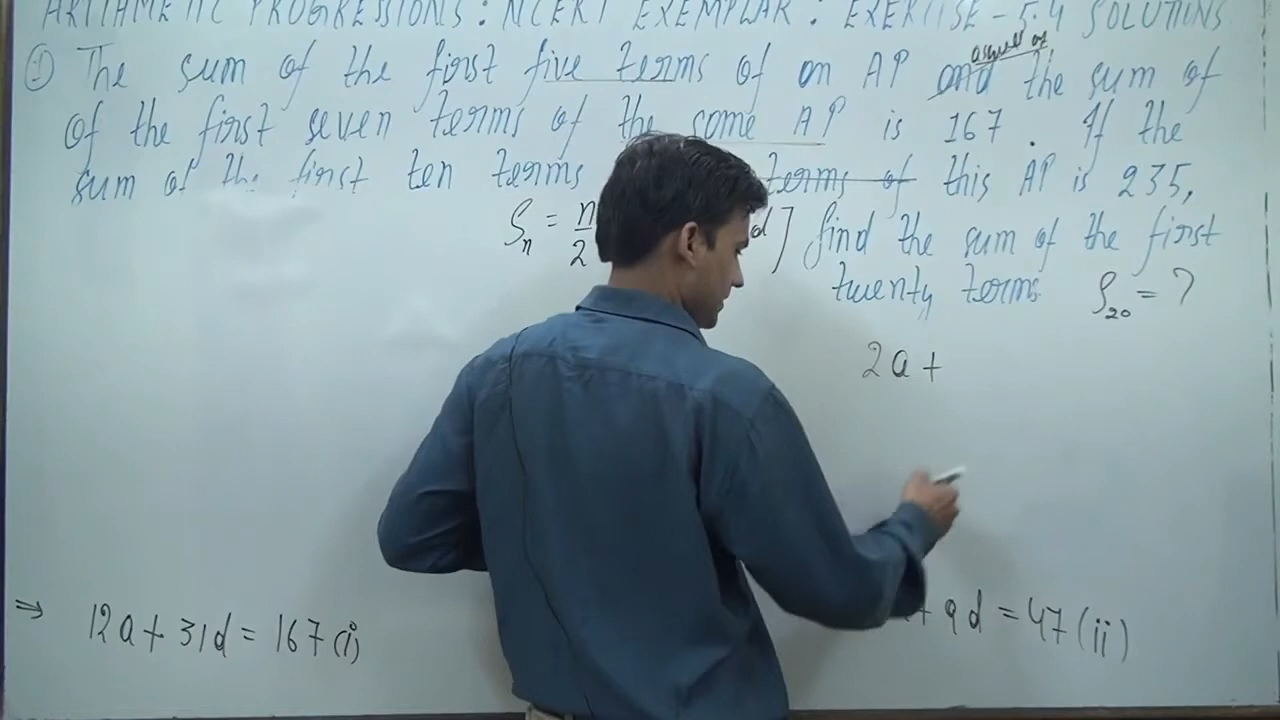 ARITHMETIC PROGRESSIONS : NCERT EXEMPLAR : EXERCISE - 5.4 SOLUTIONS
① The sum of the first five terms of an AP and the sum of
of the first seven terms of the same AP is 167 . If the
sum of the first ten terms terms of this AP is 235,
Sn = n/2 d] find the sum of the first
twenty terms. S20 = ?
2a +
⇒ 12a + 31d = 167 (i) + 9d = 47 (ii)